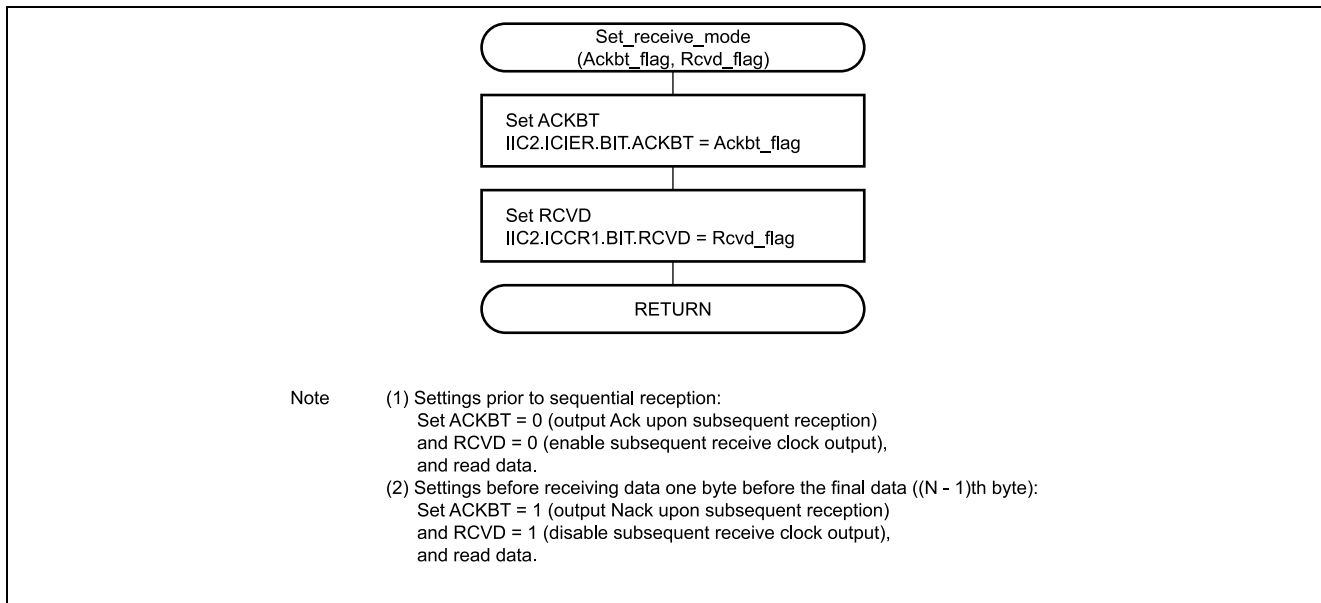 Set_receive_mode
(Ackbt_flag, Rcvd_flag)
Set ACKBT
IIC2.ICIER.BIT.ACKBT = Ackbt_flag
Set RCVD
IIC2.ICCR1.BIT.RCVD = Rcvd_flag
RETURN
Note (1) Settings prior to sequential reception:
Set ACKBT = 0 (output Ack upon subsequent reception)
and RCVD = 0 (enable subsequent receive clock output),
and read data.
(2) Settings before receiving data one byte before the final data ((N - 1)th byte):
Set ACKBT = 1 (output Nack upon subsequent reception)
and RCVD = 1 (disable subsequent receive clock output),
and read data.